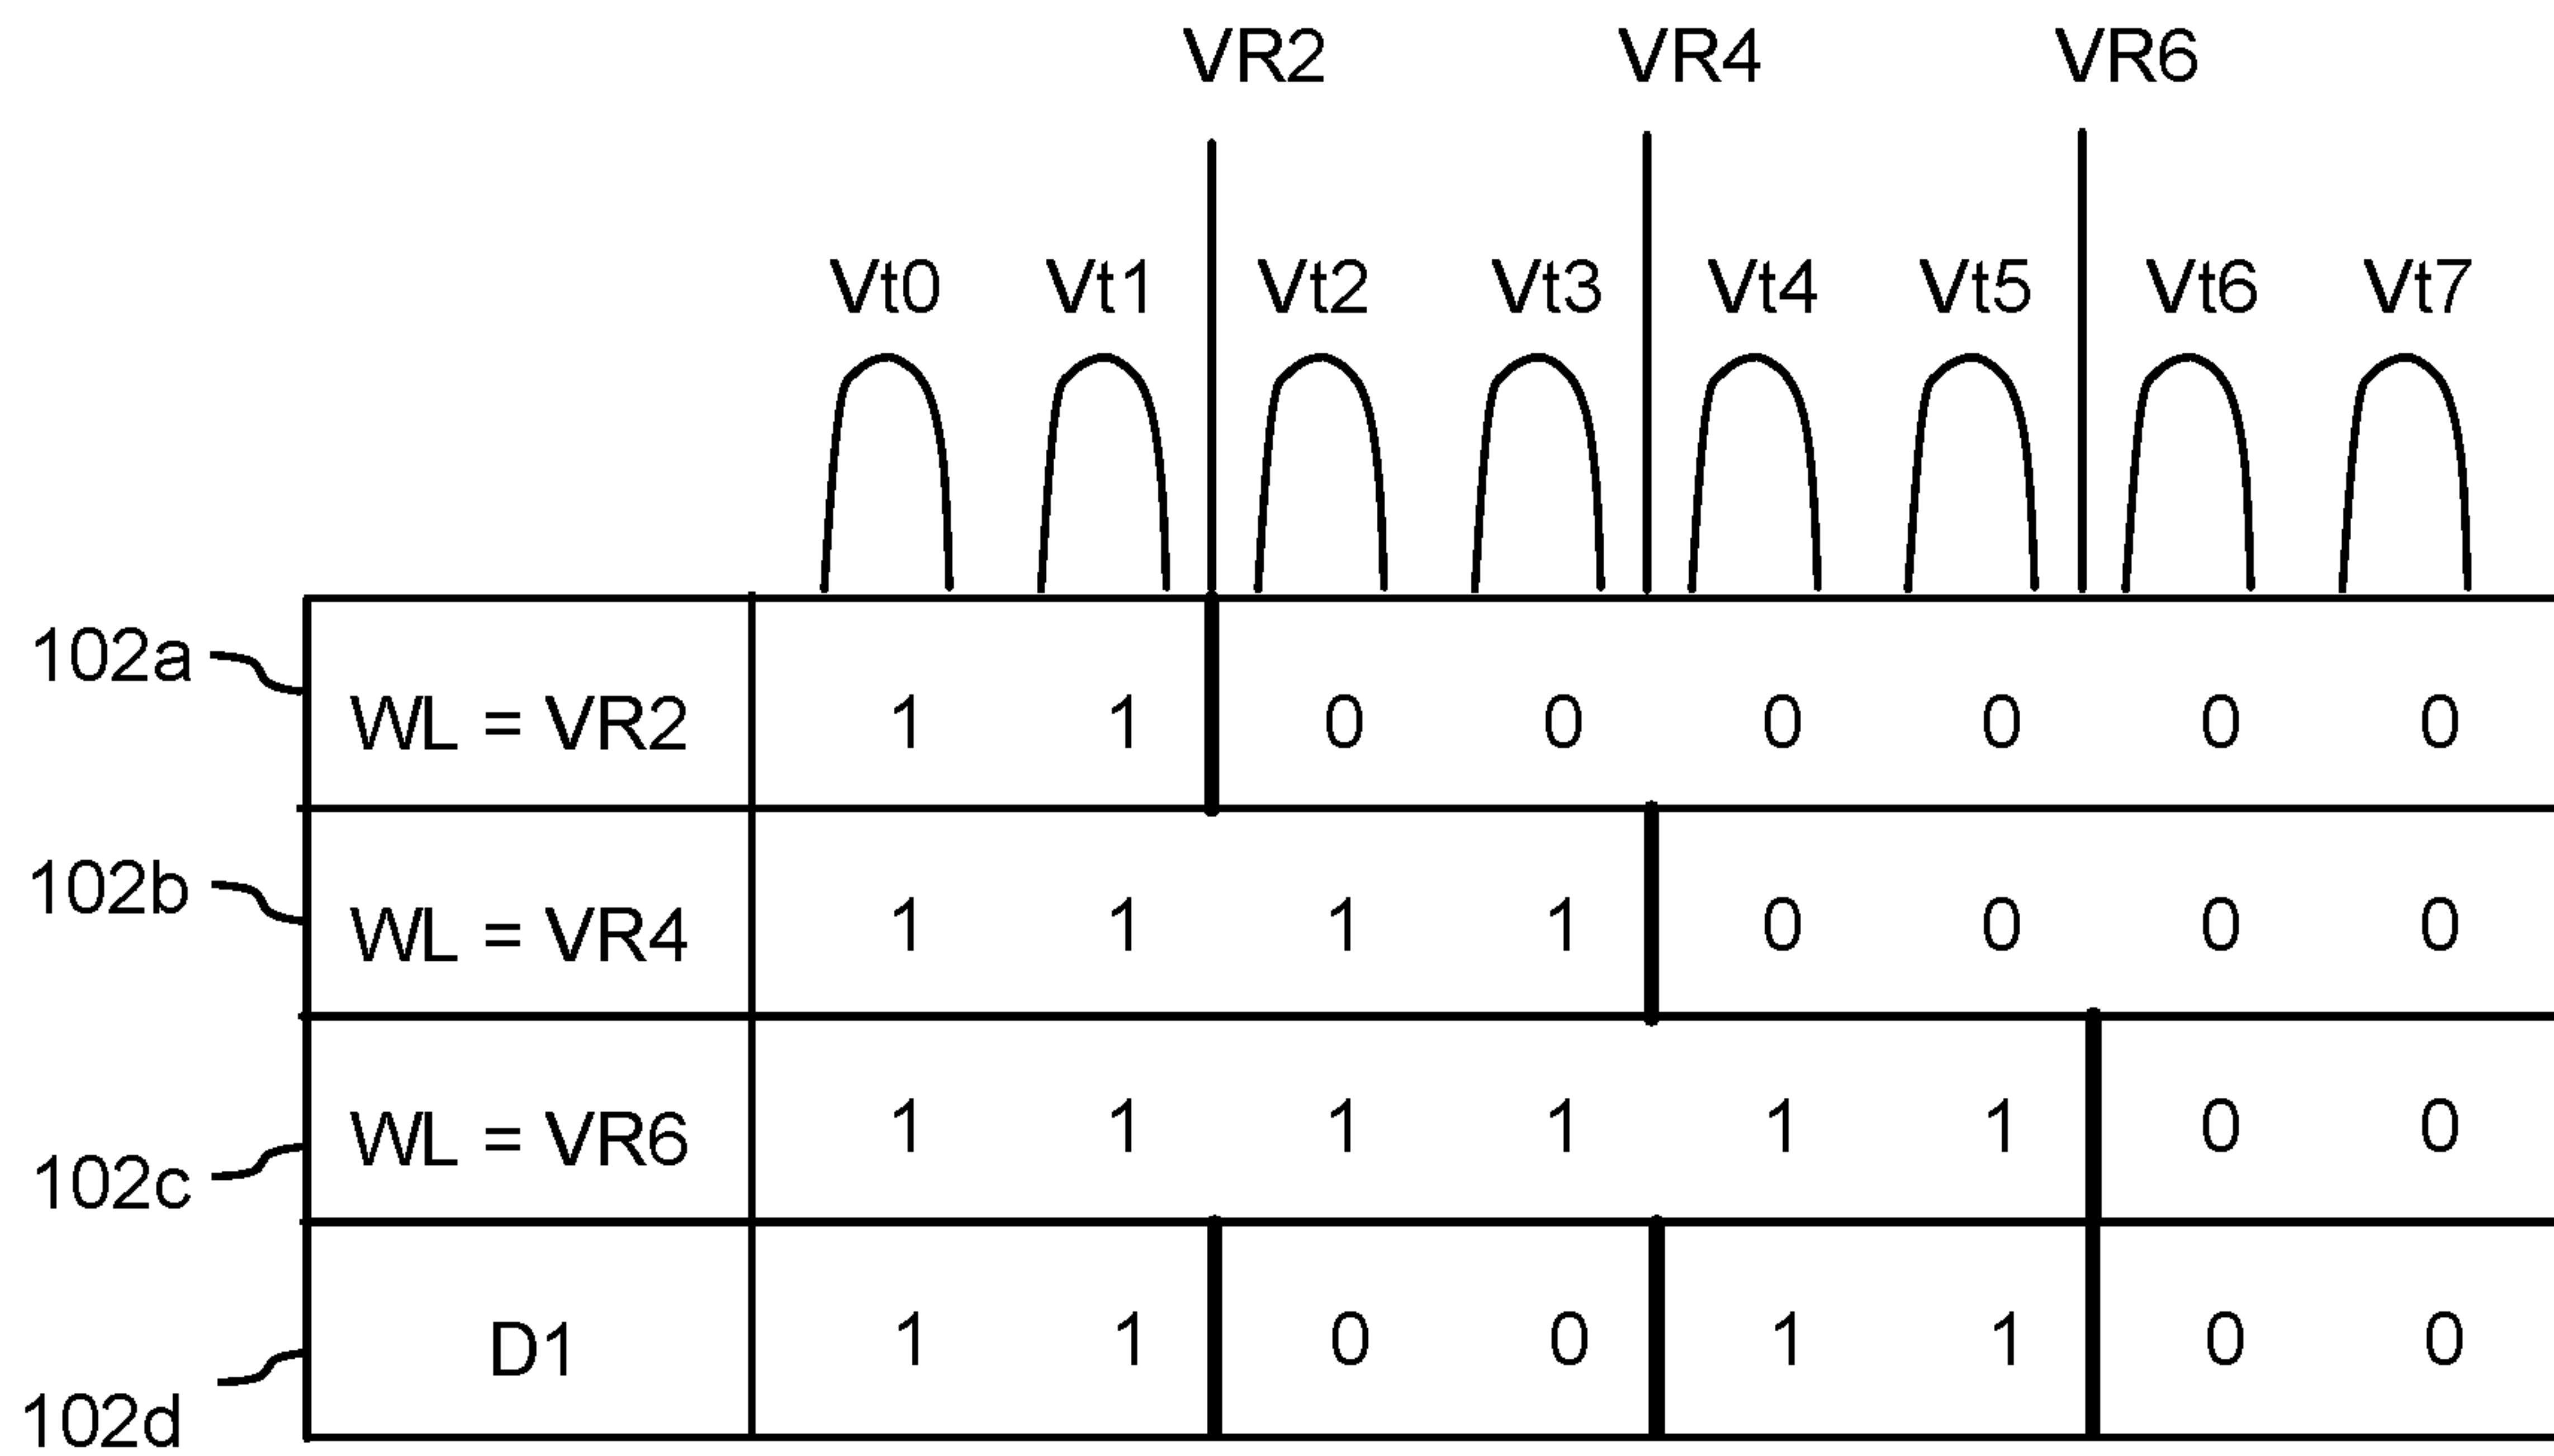 VR2 VR4 VR6
Vt0 Vt1 Vt2 Vt3 Vt4 Vt5 Vt6 Vt7
102a WL = VR2 1 1 0 0 0 0 0 0
102b WL = VR4 1 1 1 1 0 0 0 0
102c WL = VR6 1 1 1 1 1 1 0 0
102d D1 1 1 0 0 1 1 0 0